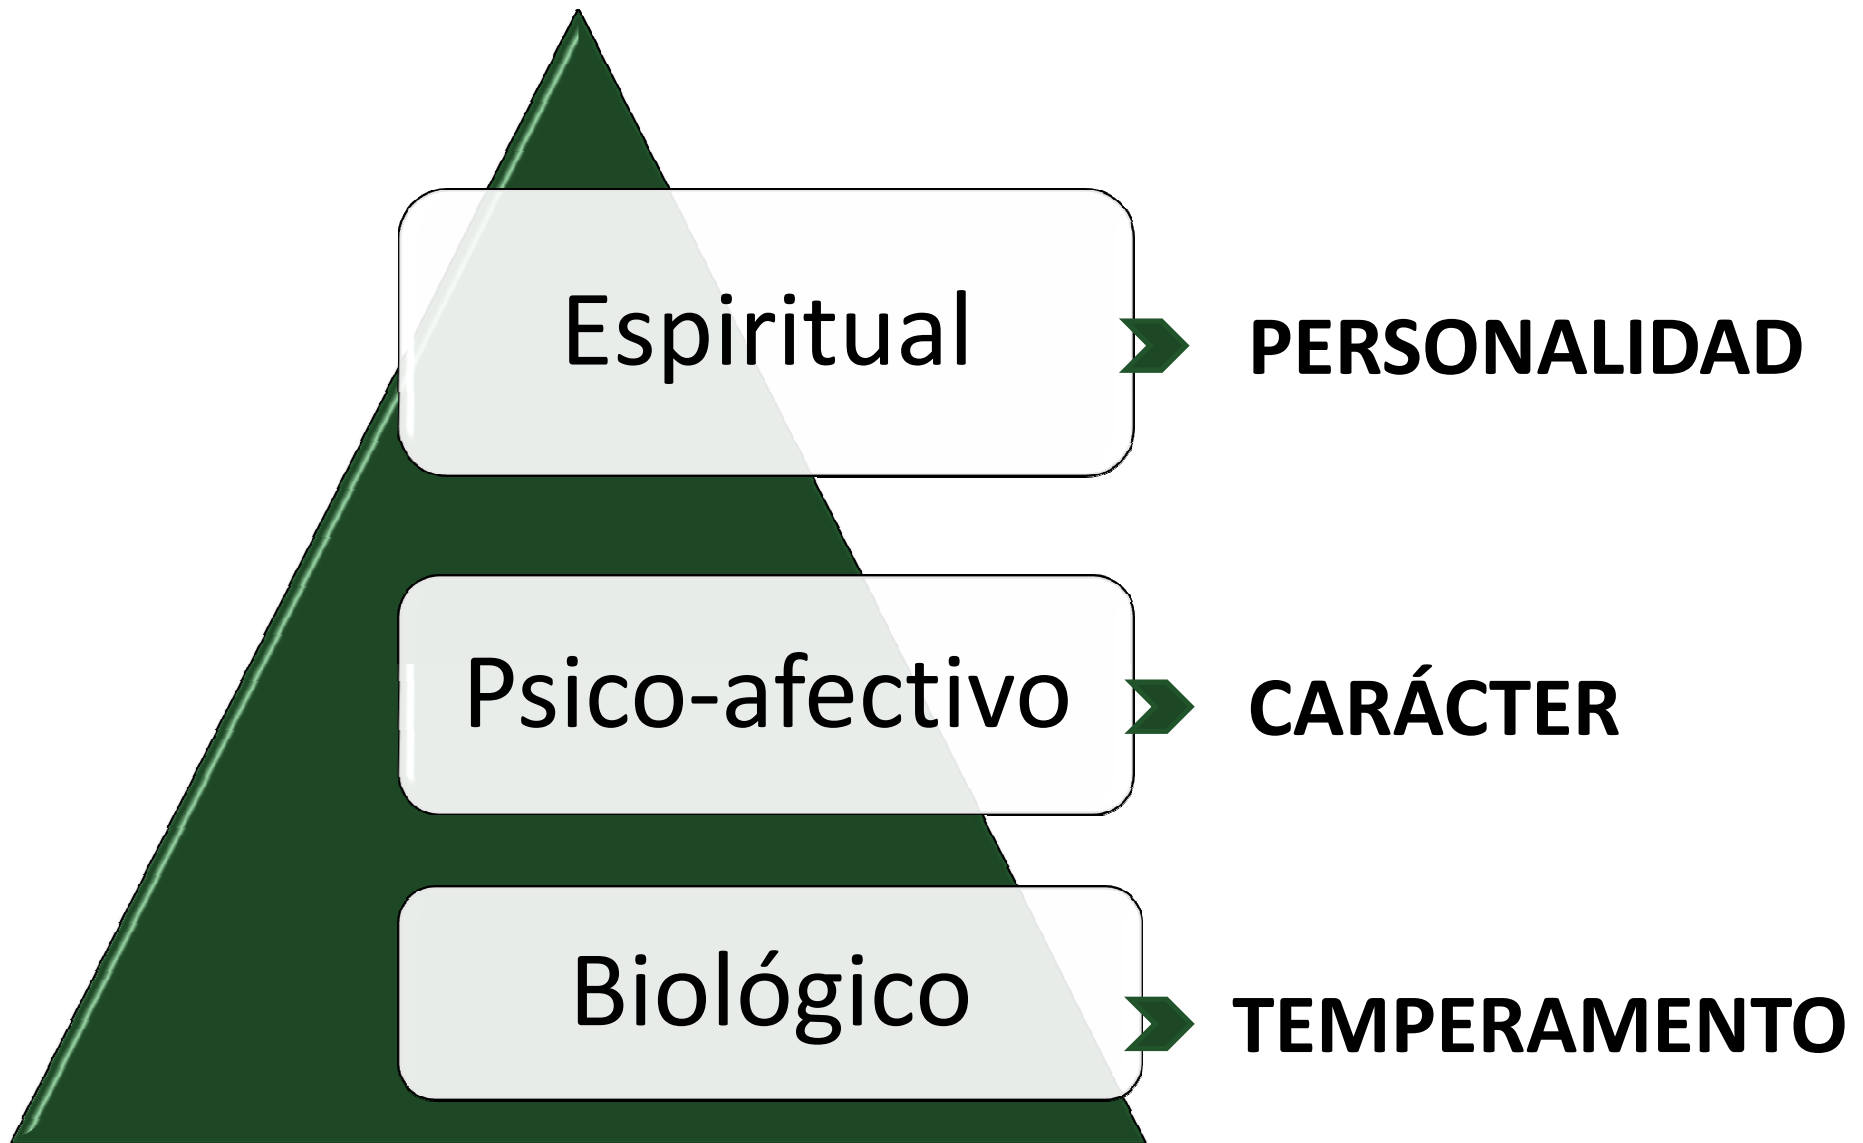 Espiritual
PERSONALIDAD
Psico-afectivo
CARÁCTER
Biológico
TEMPERAMENTO